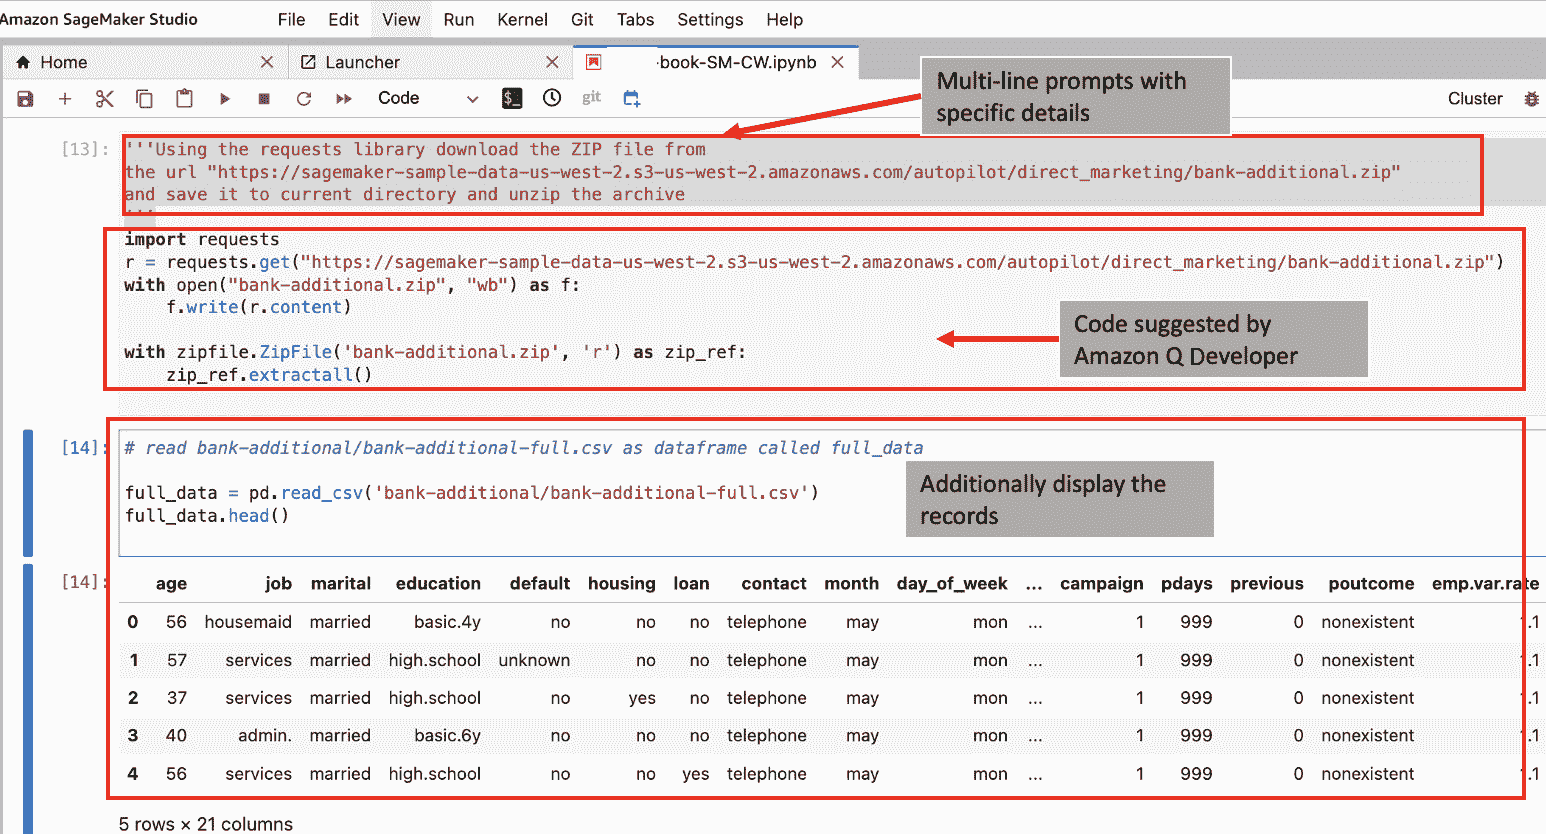 Amazon SageMaker Studio File Edit View Run Kernel Git Tabs Settings Help
Home Launcher -book-SM-CW.ipynb
Code git Cluster
Multi-line prompts with
specific details
[13]: '''Using the requests library download the ZIP file from
the url "https://sagemaker-sample-data-us-west-2.s3-us-west-2.amazonaws.com/autopilot/direct_marketing/bank-additional.zip"
and save it to current directory and unzip the archive
'''
import requests
r = requests.get("https://sagemaker-sample-data-us-west-2.s3-us-west-2.amazonaws.com/autopilot/direct_marketing/bank-additional.zip")
with open("bank-additional.zip", "wb") as f:
f.write(r.content)
Code suggested by
Amazon Q Developer
with zipfile.ZipFile('bank-additional.zip', 'r') as zip_ref:
zip_ref.extractall()
[14]: # read bank-additional/bank-additional-full.csv as dataframe called full_data
full_data = pd.read_csv('bank-additional/bank-additional-full.csv')
full_data.head()
Additionally display the
records
[14]: age job marital education default housing loan contact month day_of_week ... campaign pdays previous poutcome emp.var.rate
0 56 housemaid married basic.4y no no no telephone may mon ... 1 999 0 nonexistent 1.1
1 57 services married high.school unknown no no telephone may mon ... 1 999 0 nonexistent 1.1
2 37 services married high.school no yes no telephone may mon ... 1 999 0 nonexistent 1.1
3 40 admin. married basic.6y no no no telephone may mon ... 1 999 0 nonexistent 1.1
4 56 services married high.school no no yes telephone may mon ... 1 999 0 nonexistent 1.1
5 rows × 21 columns